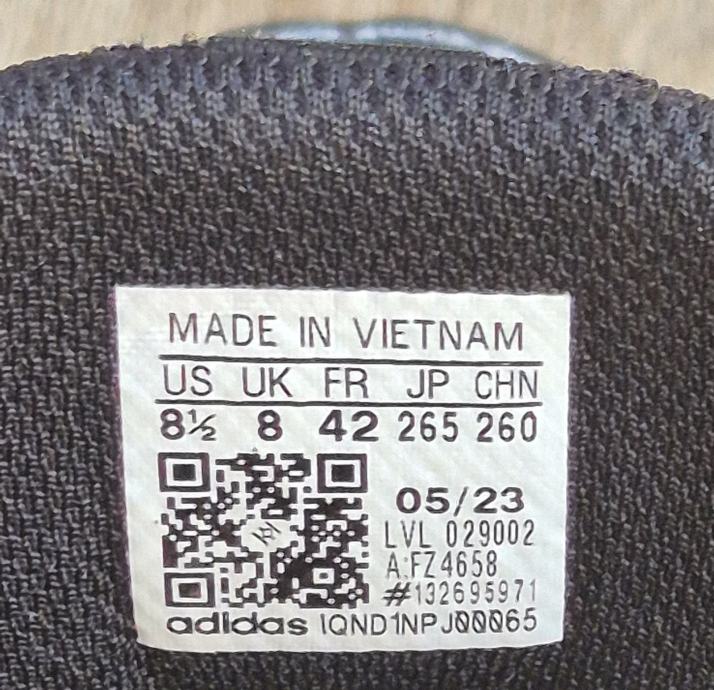 MADE IN VIETNAM
US UK FR JP CHN
8½ 8 42 265 260
05/23
LVL 029002
A:FZ4658
#132695971
adidas IQND1NPJ00065